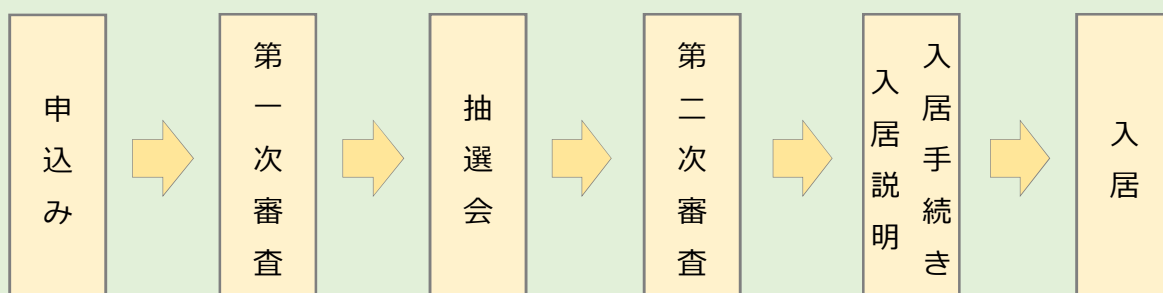 申込み
第一次審査
抽選会
第二次審査
入居手続き
入居説明
入居